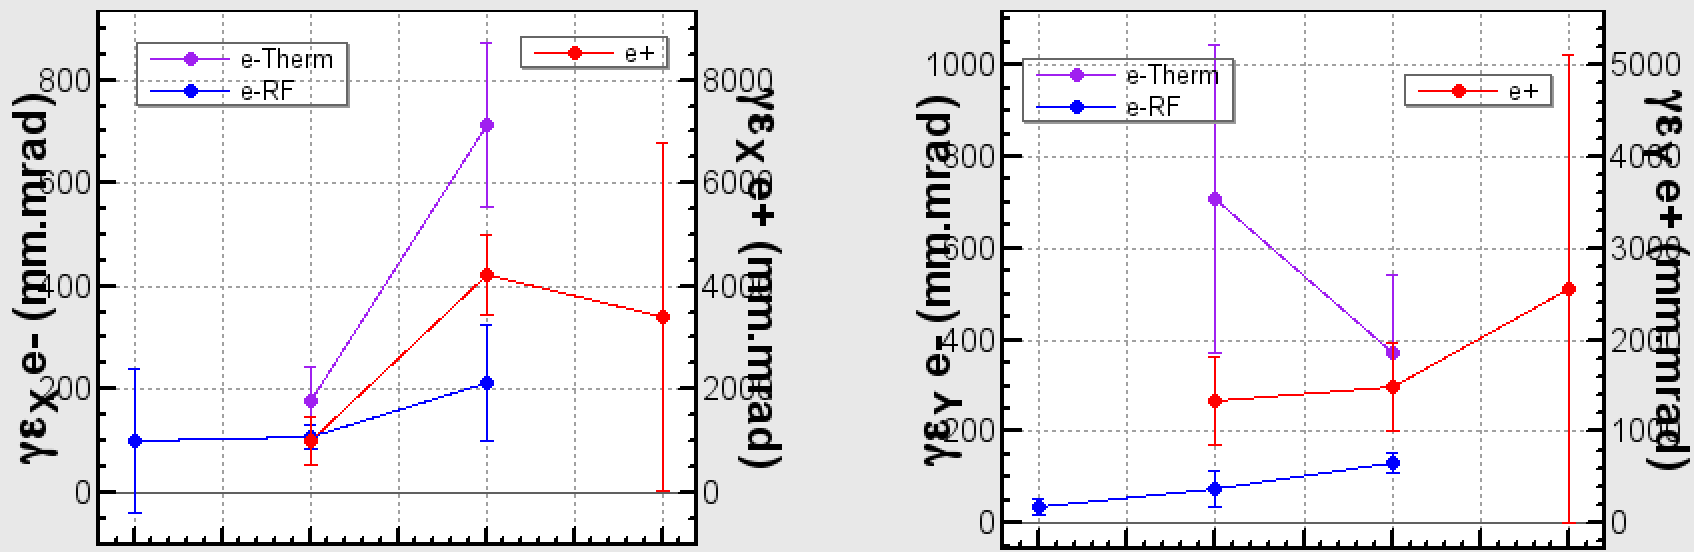 e-Therm
e-RF
e+
800
600
400
200
0
8000
6000
4000
2000
0
γεx e- (mm.mrad)
γεx e+ (mm.mrad)
e-Therm
e-RF
e+
1000
800
600
400
200
0
5000
4000
3000
2000
1000
0
γεY e- (mm.mrad)
γεY e+ (mm.mrad)